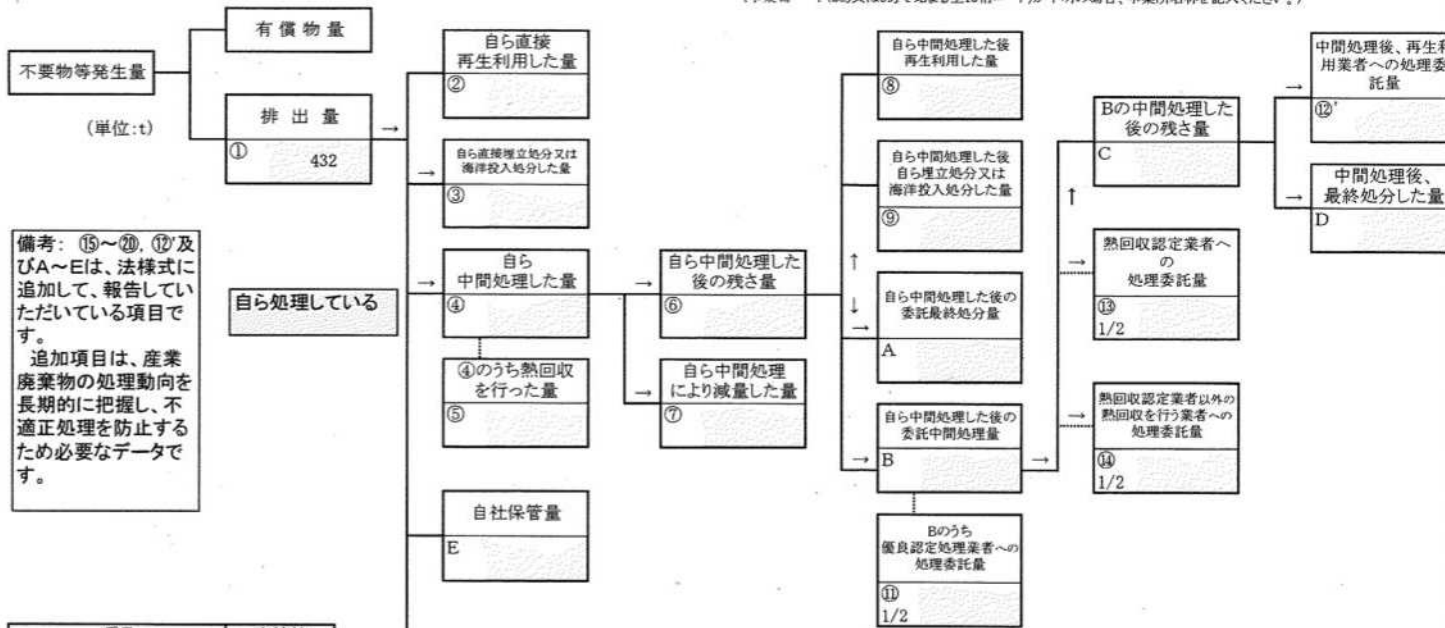 不要物等発生量
(単位:t)
有償物量
排出量
①
432
→
備考: ⑮~⑳, ⑫'及
びA~Eは、法様式に
追加して、報告してい
ただいている項目で
す。
追加項目は、産業
廃棄物の処理動向を
長期的に把握し、不
適正処理を防止する
ため必要なデータで
す。
自ら処理している
自ら直接
再生利用した量
②
→
自ら直接埋立処分又は
海洋投入処分した量
③
→
自ら
中間処理した量
④
④のうち熱回収
を行った量
⑤
自社保管量
E
→
自ら中間処理した
後の残さ量
⑥
→
自ら中間処理
により減量した量
⑦
自ら中間処理した後
再生利用した量
⑧
自ら中間処理した後
自ら埋立処分又は
海洋投入処分した量
⑨
↑
↓
→
自ら中間処理した後の
委託最終処分量
A
→
自ら中間処理した後の
委託中間処理量
B
Bのうち
優良認定処理業者への
処理委託量
⑪
1/2
→
Bの中間処理した
後の残さ量
C
↑
→
熱回収認定業者へ
の
処理委託量
⑬
1/2
→
熱回収認定業者以外の
熱回収を行う業者への
処理委託量
⑭
1/2
→
中間処理後、再生利
用業者への処理委
託量
⑫'
→
中間処理後、
最終処分した量
D